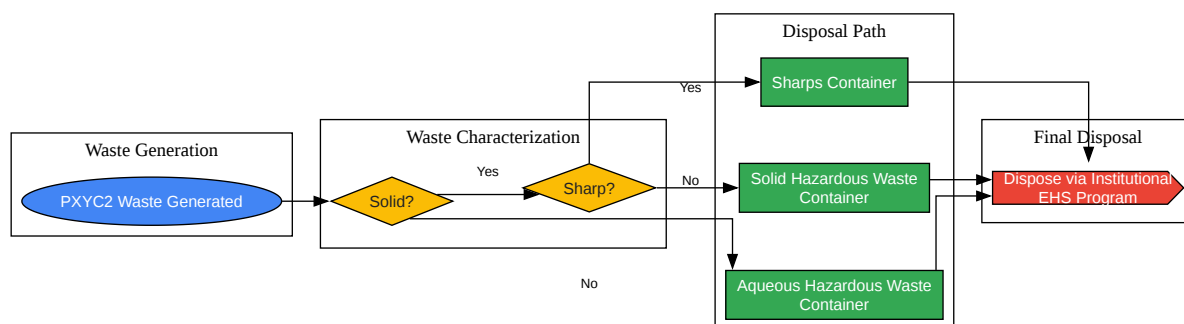 Disposal Path
Sharps Container
Yes
Waste Characterization
Final Disposal
Waste Generation
Yes
Solid Hazardous Waste
Container
Dispose via Institutional
EHS Program
No
Sharp?
PXYC2 Waste Generated
Solid?
No
Aqueous Hazardous Waste
Container